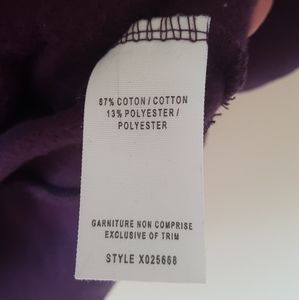 87% COTON / COTTON
13% POLYESTER /
POLYESTER
GARNITURE NON COMPRISE
EXCLUSIVE OF TRIM
STYLE X025668